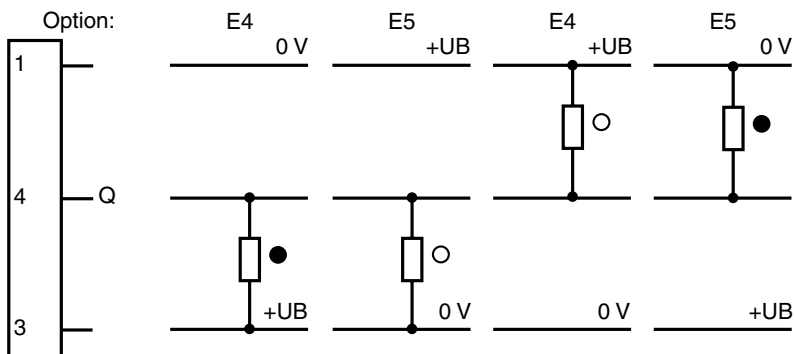 Option: E4 E5 E4 E5
0 V +UB +UB 0 V
1
4 Q
+UB 0 V 0 V +UB
3